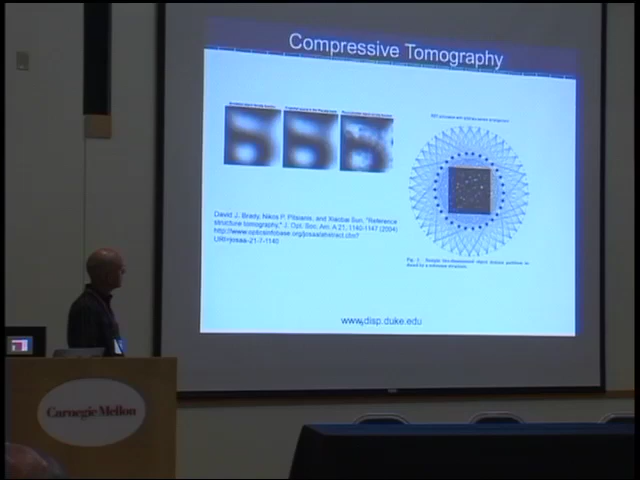 Compressive Tomography
David J. Brady, Nikos P. Pitsianis, and Xiaobai Sun, "Reference
structure tomography," J. Opt. Soc. Am. A 21, 1140-1147 (2004)
http://www.opticsinfobase.org/josaa/abstract.cfm?
URI=josaa-21-7-1140
www.disp.duke.edu
Carnegie Mellon